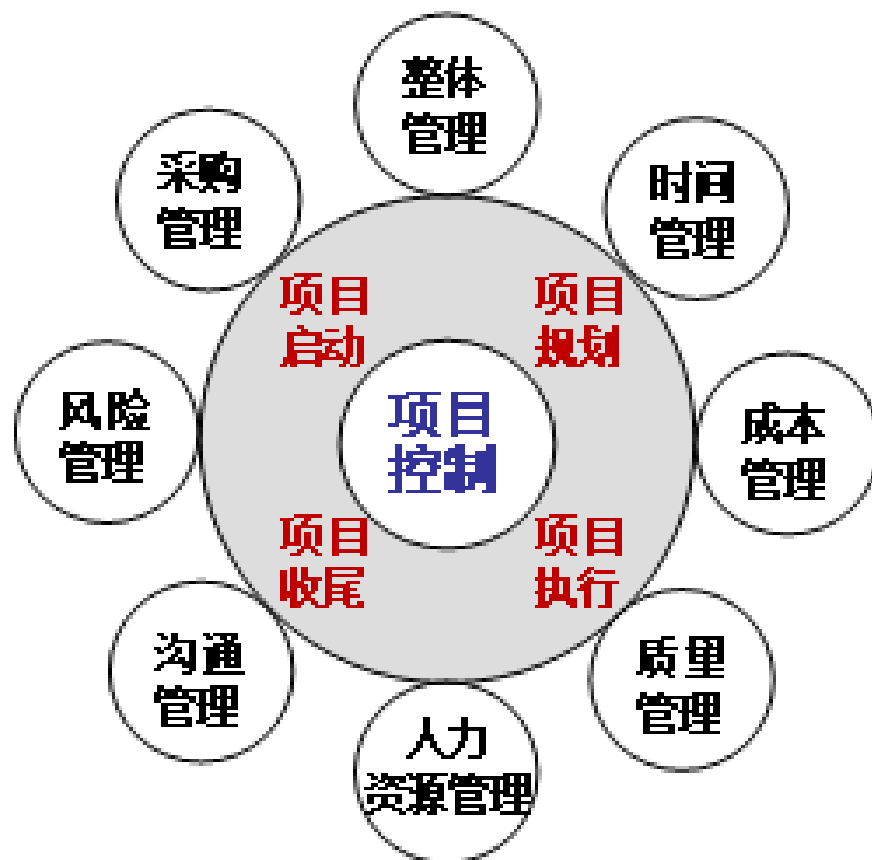 整体
管理
采购
管理
时间
管理
项目
启动
项目
规划
风险
管理
项目
控制
成本
管理
项目
收尾
项目
执行
沟通
管理
质量
管理
人力
资源管理